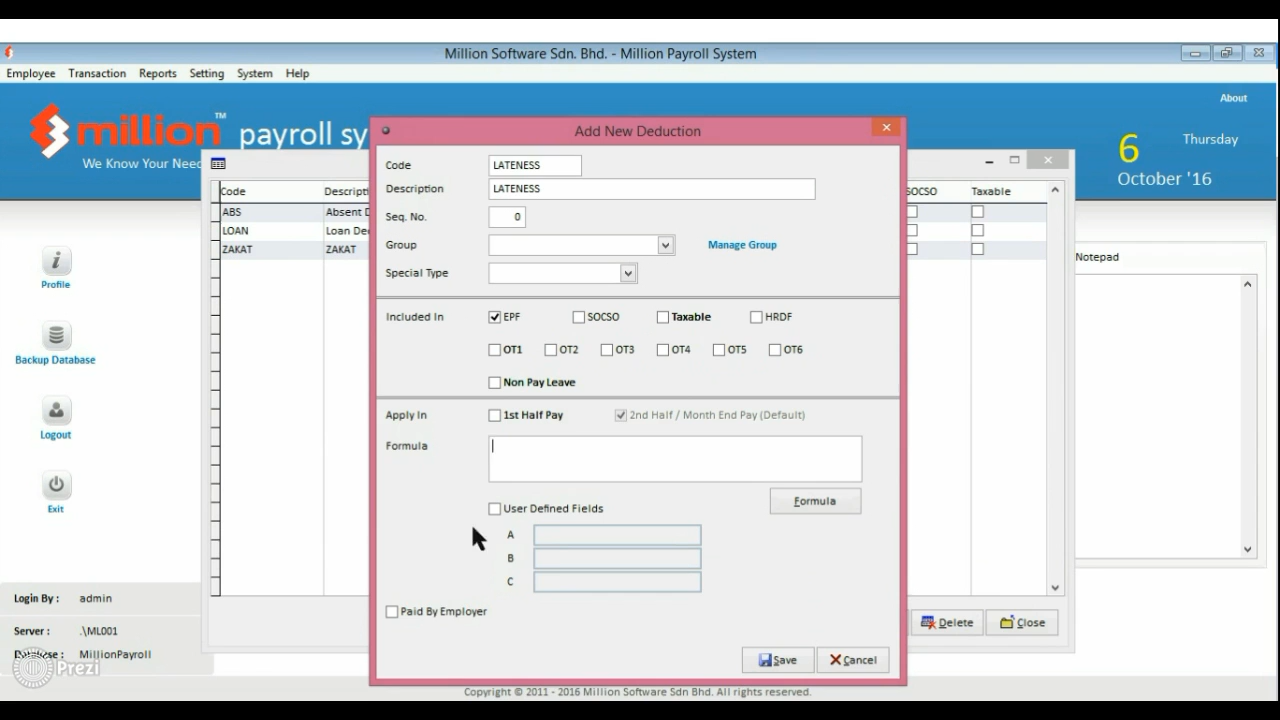 Million Software Sdn. Bhd. - Million Payroll System
Employee Transaction Reports Setting System Help
About
million™ payroll sy
We Know Your Need
6 Thursday
October '16
Profile
Backup Database
Logout
Exit
Login By : admin
Server : .\ML001
Database : MillionPayroll
Prezi
Code Descript SOCSO Taxable
ABS Absent D
LOAN Loan De
ZAKAT ZAKAT
Delete Close
Notepad
Add New Deduction
Code LATENESS
Description LATENESS
Seq. No. 0
Group Manage Group
Special Type
Included In EPF SOCSO Taxable HRDF
OT1 OT2 OT3 OT4 OT5 OT6
Non Pay Leave
Apply In 1st Half Pay 2nd Half / Month End Pay (Default)
Formula
Formula
User Defined Fields
A
B
C
Paid By Employer
Save Cancel
Copyright © 2011 - 2016 Million Software Sdn Bhd. All rights reserved.